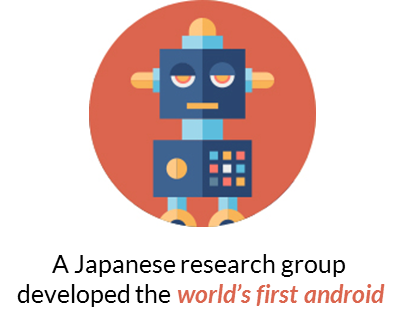 A Japanese research group
developed the world's first android